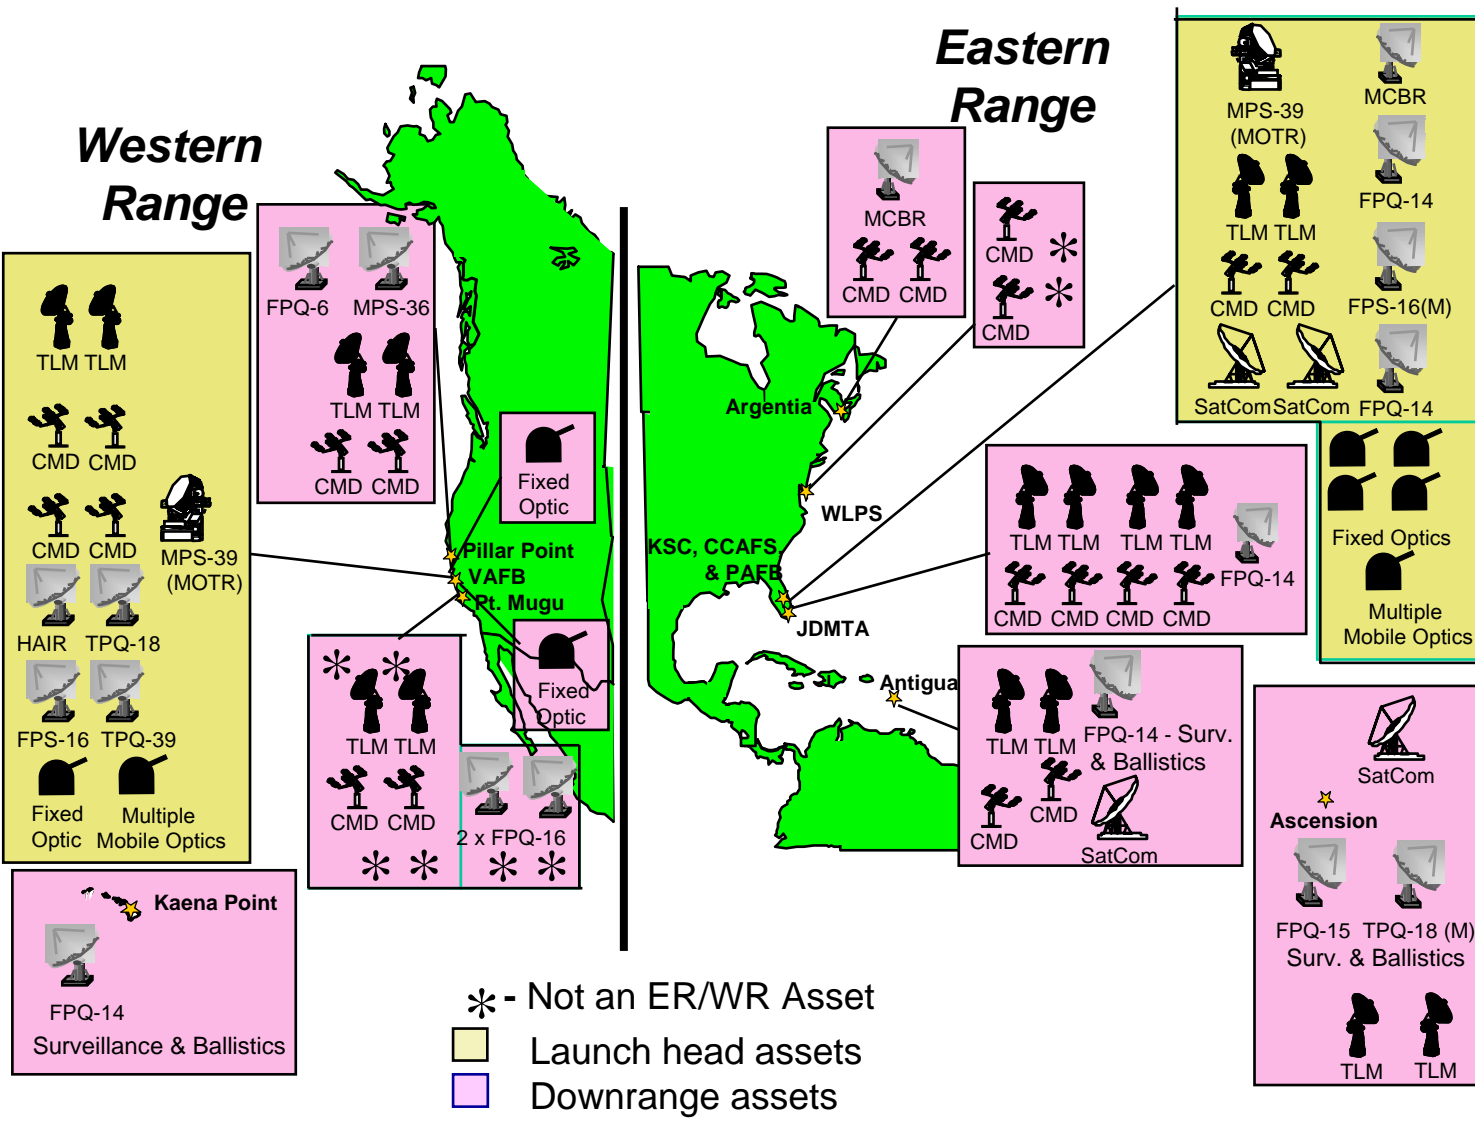 Western
Range
Eastern
Range
TLM TLM
CMD CMD
CMD CMD
MPS-39
(MOTR)
HAIR TPQ-18
FPS-16 TPQ-39
Fixed
Optic
Multiple
Mobile Optics
FPQ-6 MPS-36
TLM TLM
CMD CMD
Fixed
Optic
Pillar Point
VAFB
Pt. Mugu
Fixed
Optic
* *
TLM TLM
CMD CMD
2 x FPQ-16
* * * *
Kaena Point
FPQ-14
Surveillance & Ballistics
MCBR
CMD CMD
CMD *
* CMD
Argentia
WLPS
KSC, CCAFS,
& PAFB
JDMTA
Antigua
MPS-39
(MOTR)
MCBR
FPQ-14
TLM TLM
CMD CMD
FPS-16(M)
SatCom SatCom FPQ-14
Fixed Optics
Multiple
Mobile Optics
TLM TLM TLM TLM
FPQ-14
CMD CMD CMD CMD
TLM TLM
FPQ-14 - Surv.
& Ballistics
CMD CMD
SatCom
SatCom
Ascension
FPQ-15 TPQ-18 (M)
Surv. & Ballistics
TLM TLM
* - Not an ER/WR Asset
Launch head assets
Downrange assets